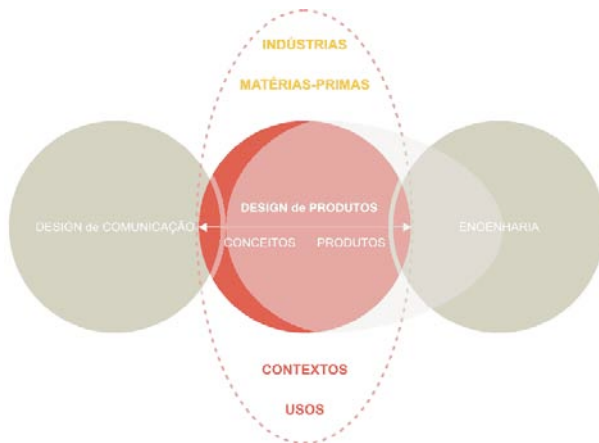 INDÚSTRIAS
MATÉRIAS-PRIMAS
DESIGN de PRODUTOS
DESIGN de COMUNICAÇÃO
ENGENHARIA
CONCEITOS PRODUTOS
CONTEXTOS
USOS